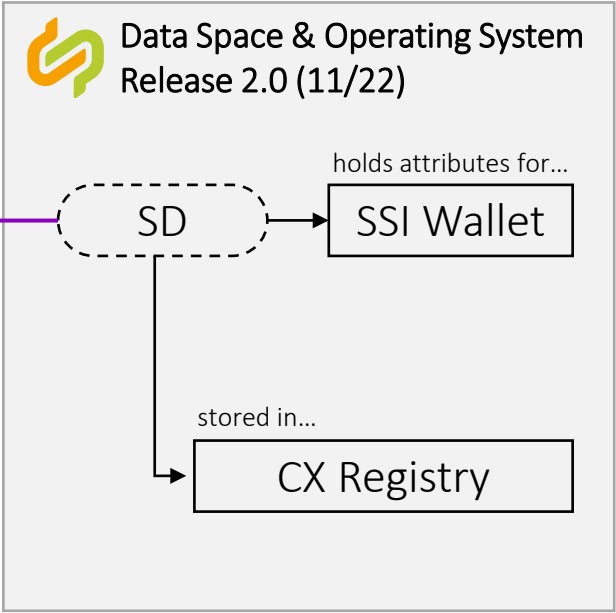 Data Space & Operating System
Release 2.0 (11/22)
holds attributes for...
SD
SSI Wallet
stored in...
CX Registry